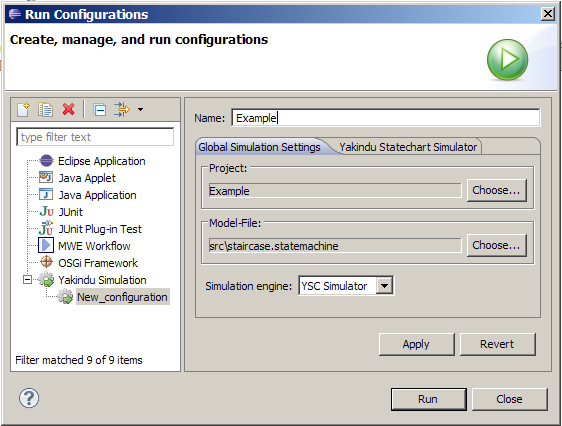 Run Configurations
Create, manage, and run configurations
type filter text
Eclipse Application
Java Applet
Java Application
JUnit
JUnit Plug-in Test
MWE Workflow
OSGi Framework
Yakindu Simulation
New_configuration
Filter matched 9 of 9 items
Name: Example
Global Simulation Settings Yakindu Statechart Simulator
Project:
Example Choose...
Model-File:
src\staircase.statemachine Choose...
Simulation engine: YSC Simulator
Apply Revert
Run Close